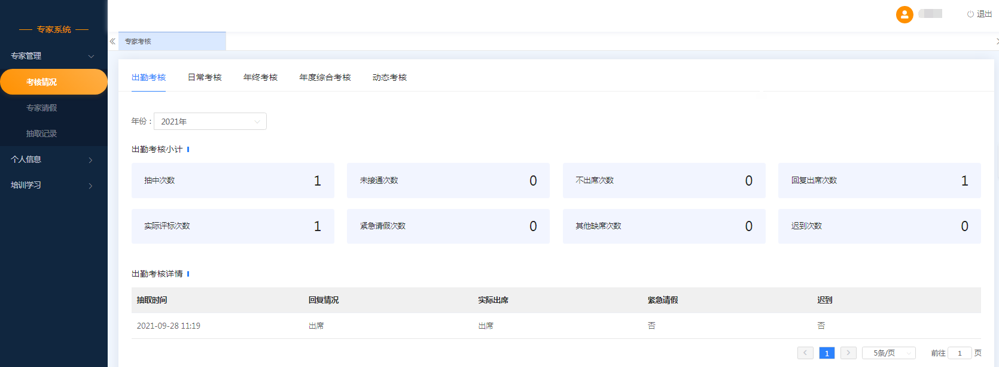 退出
专家系统
专家考核
专家管理
考核情况
专家请假
抽取记录
个人信息
培训学习
出勤考核 日常考核 年终考核 年度综合考核 动态考核
年份： 2021年
出勤考核小计
抽中次数 1 未接通次数 0 不出席次数 0 回复出席次数 1
实际评标次数 1 紧急请假次数 0 其他缺席次数 0 迟到次数 0
出勤考核详情
抽取时间 回复情况 实际出席 紧急请假 迟到
2021-09-28 11:19 出席 出席 否 否
1 5条/页 前往 1 页